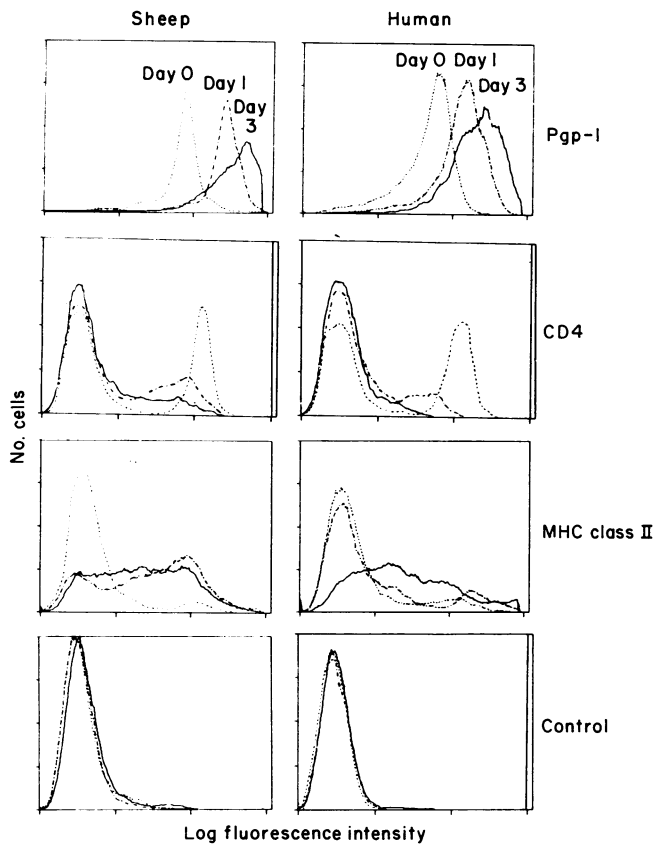 Sheep
Human
Day 0
Day 1
Day
3
Day 0
Day 1
Day 3
Pgp-1
CD4
MHC class II
Control
No. cells
Log fluorescence intensity